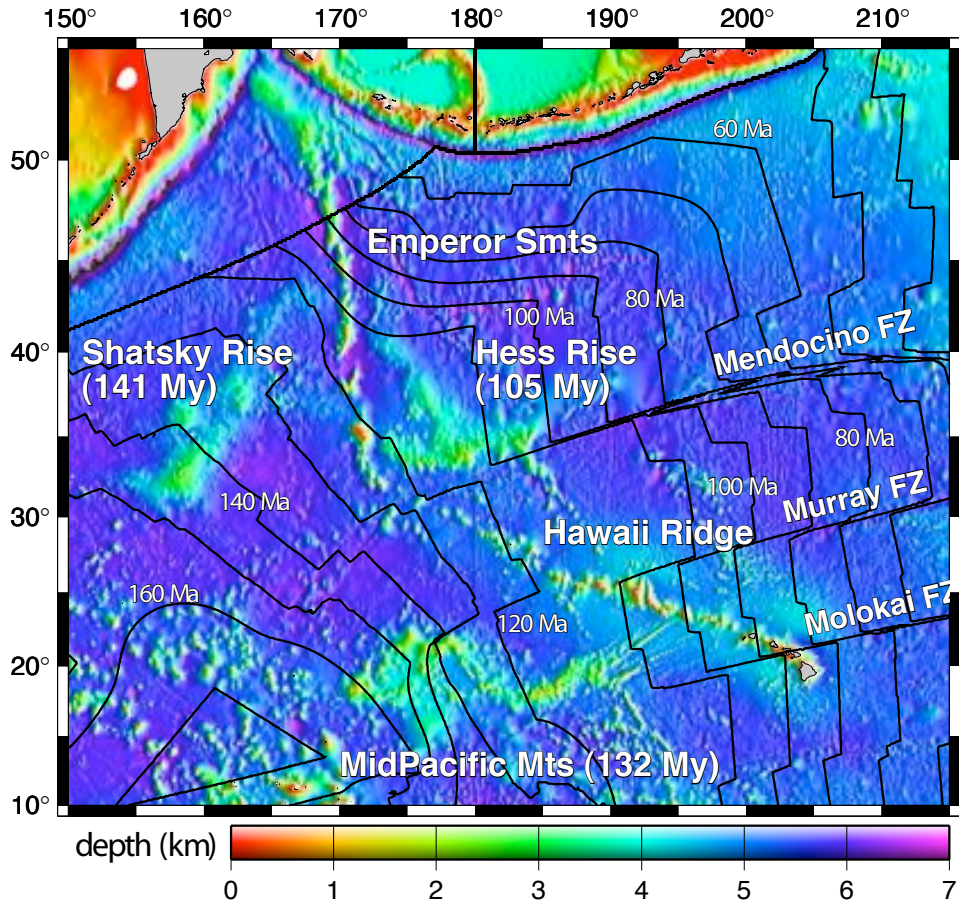 150° 160° 170° 180° 190° 200° 210°
60 Ma
50°
Emperor Smts
80 Ma
100 Ma
Mendocino FZ
40°
Shatsky Rise
(141 My)
Hess Rise
(105 My)
80 Ma
100 Ma
Murray FZ
140 Ma
30°
Hawaii Ridge
160 Ma
Molokai FZ
120 Ma
20°
MidPacific Mts (132 My)
10°
depth (km)
0 1 2 3 4 5 6 7